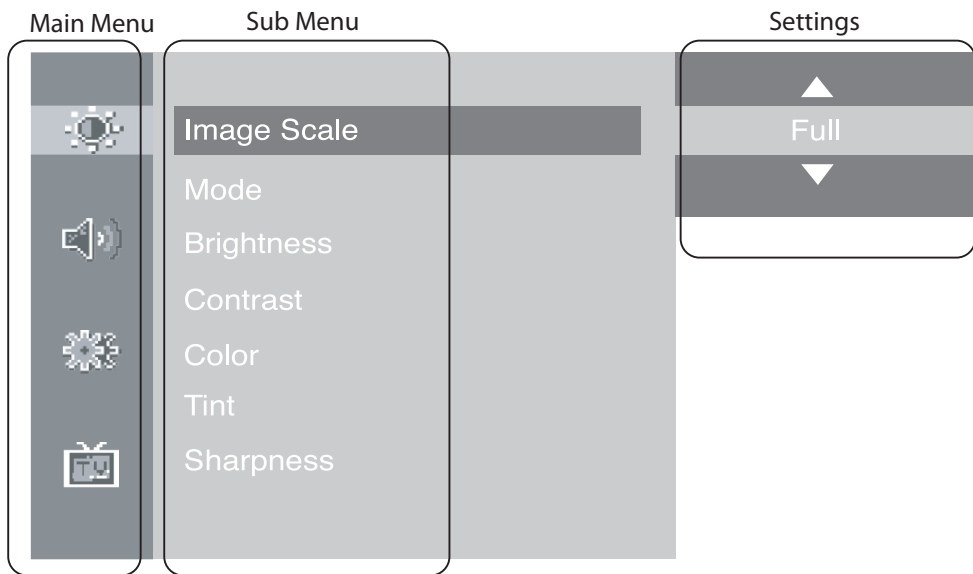 Main Menu
Sub Menu
Settings
Image Scale
Full
Mode
Brightness
Contrast
Color
Tint
Sharpness
TV